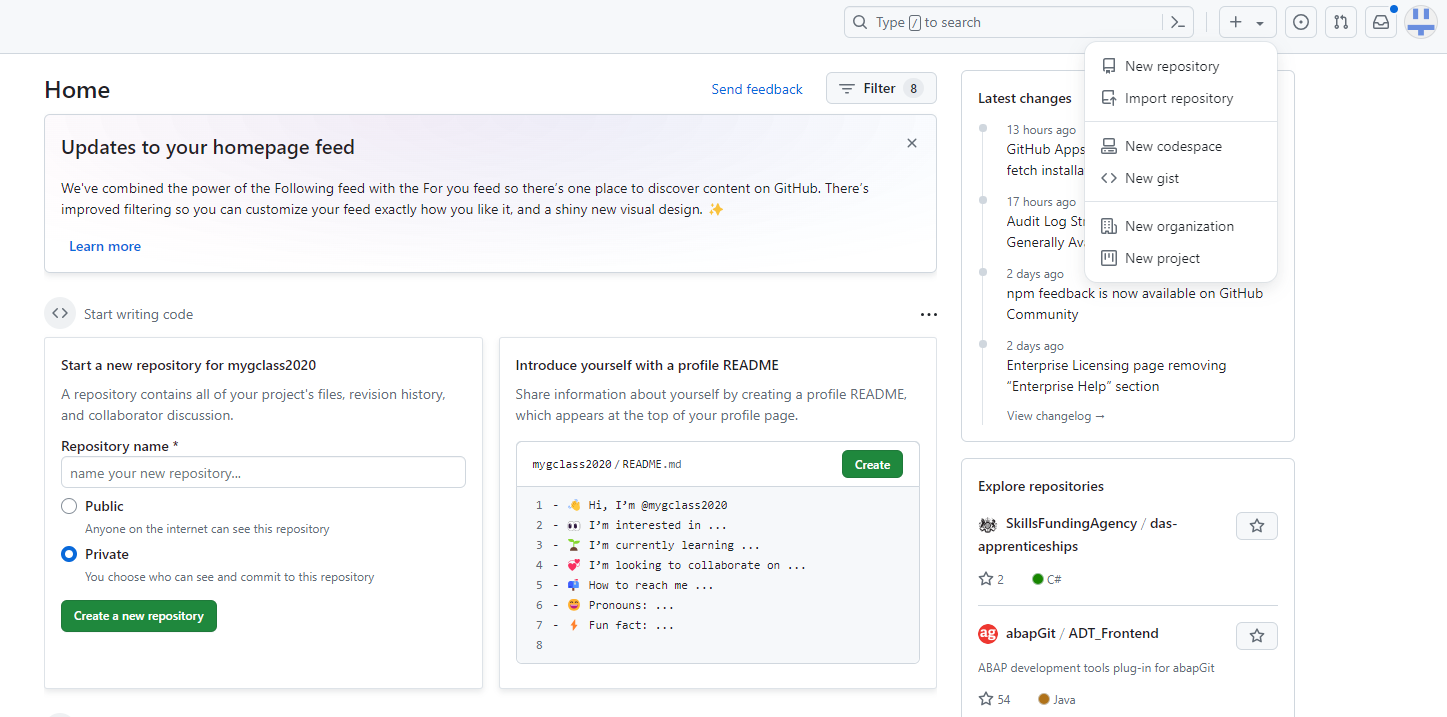 Type / to search
New repository
Import repository
New codespace
New gist
New organization
New project
Home
Send feedback
Filter 8
Updates to your homepage feed
We've combined the power of the Following feed with the For you feed so there's one place to discover content on GitHub. There's
improved filtering so you can customize your feed exactly how you like it, and a shiny new visual design. ✨
Learn more
Start writing code
Start a new repository for mygclass2020
A repository contains all of your project's files, revision history,
and collaborator discussion.
Repository name *
name your new repository...
Public
Anyone on the internet can see this repository
Private
You choose who can see and commit to this repository
Create a new repository
Introduce yourself with a profile README
Share information about yourself by creating a profile README,
which appears at the top of your profile page.
mygclass2020 / README.md
Create
1 - 👋 Hi, I'm @mygclass2020
2 - 👀 I'm interested in ...
3 - 🌱 I'm currently learning ...
4 - 💞️ I'm looking to collaborate on ...
5 - 📫 How to reach me ...
6 - 😄 Pronouns: ...
7 - ⚡ Fun fact: ...
8
Latest changes
13 hours ago
GitHub Apps
fetch installa
17 hours ago
Audit Log Str
Generally Ava
2 days ago
npm feedback is now available on GitHub
Community
2 days ago
Enterprise Licensing page removing
“Enterprise Help” section
View changelog →
Explore repositories
SkillsFundingAgency / das-
apprenticeships
2 C#
ag abapGit / ADT_Frontend
ABAP development tools plug-in for abapGit
54 Java